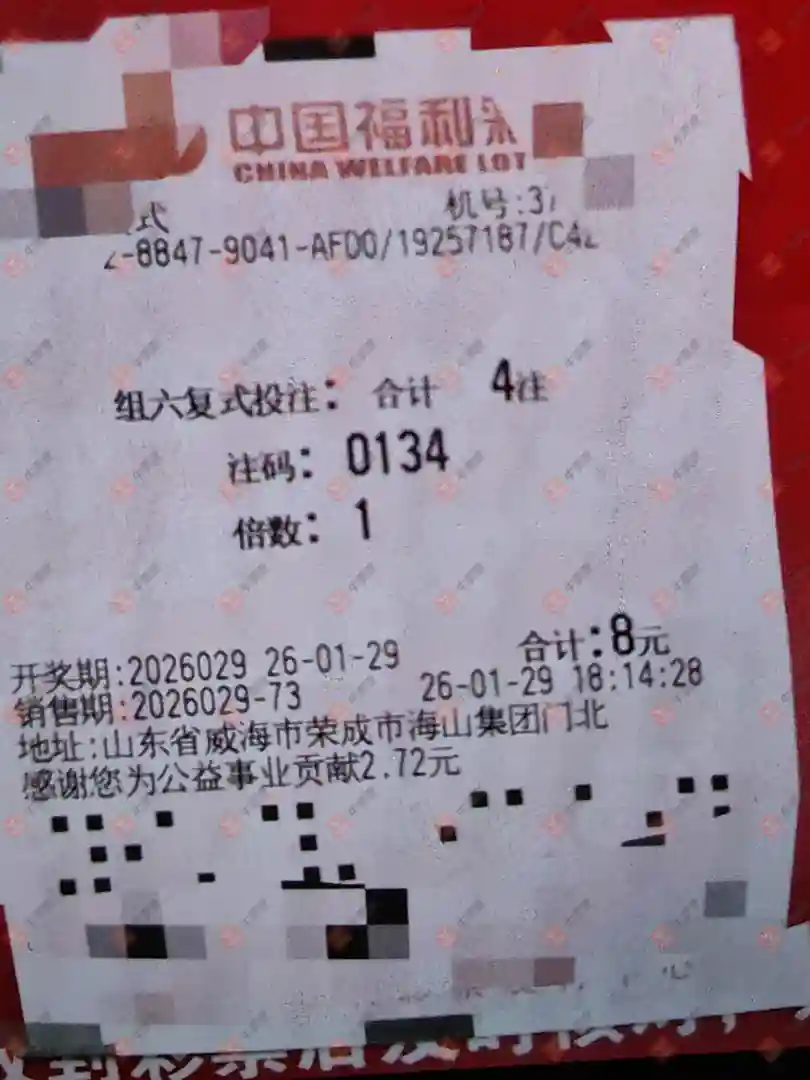 中国福利
CHINA WELFARE LOT
式
机号:37
-8847-9041-AFD0/19257187/C4
组六复式投注: 合计 4注
注码: 0134
倍数: 1
合计:8元
开奖期:2026029 26-01-29
销售期:2026029-73 26-01-29 18:14:28
地址:山东省威海市荣成市海山集团门北
感谢您为公益事业贡献2.72元